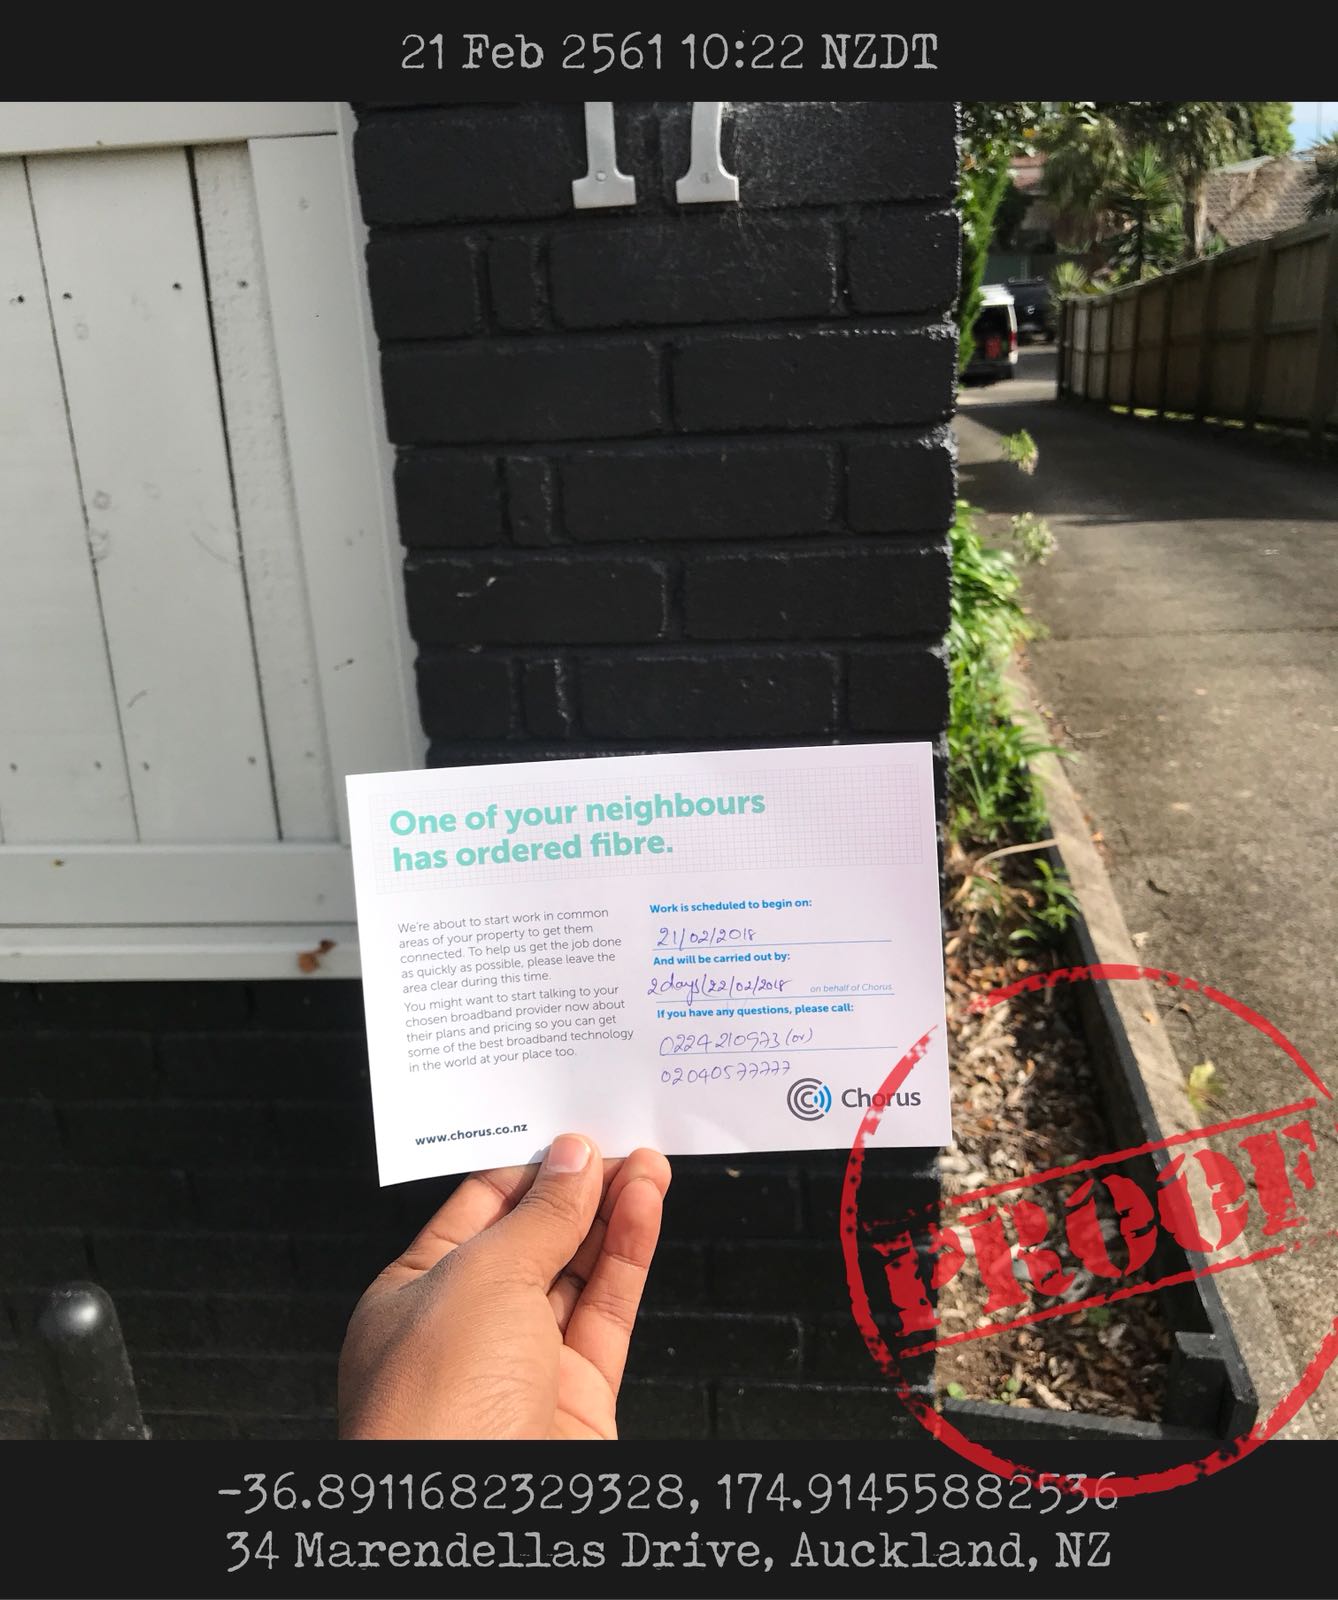 21 Feb 2561 10:22 NZDT
11
One of your neighbours
has ordered fibre.
We're about to start work in common
areas of your property to get them
connected. To help us get the job done
as quickly as possible, please leave the
area clear during this time.
You might want to start talking to your
chosen broadband provider now about
their plans and pricing so you can get
some of the best broadband technology
in the world at your place too.
www.chorus.co.nz
Work is scheduled to begin on:
21/02/2018
And will be carried out by:
2days/22/02/2018 on behalf of Chorus
If you have any questions, please call:
0224210973 (or)
02040577777
Chorus
PROOF
-36.8911682329328, 174.91455882536
34 Marendellas Drive, Auckland, NZ